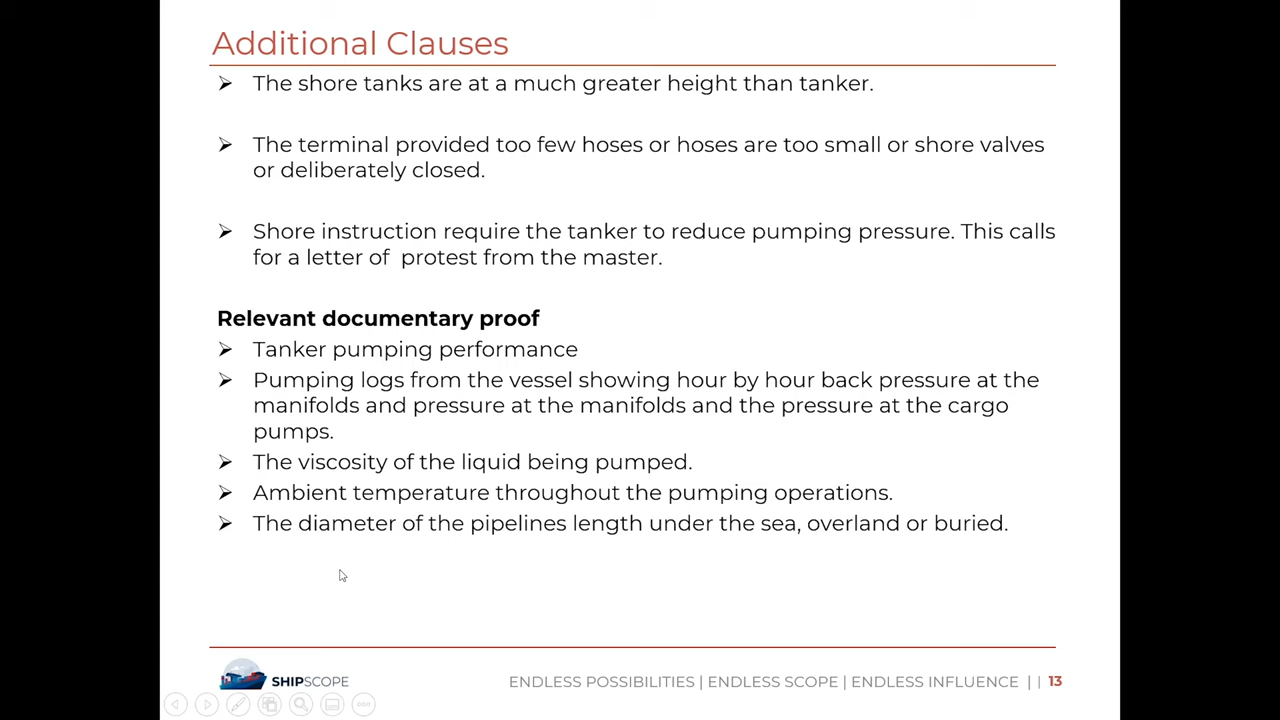 Additional Clauses
➢ The shore tanks are at a much greater height than tanker.
➢ The terminal provided too few hoses or hoses are too small or shore valves
or deliberately closed.
➢ Shore instruction require the tanker to reduce pumping pressure. This calls
for a letter of protest from the master.
Relevant documentary proof
➢ Tanker pumping performance
➢ Pumping logs from the vessel showing hour by hour back pressure at the
manifolds and pressure at the manifolds and the pressure at the cargo
pumps.
➢ The viscosity of the liquid being pumped.
➢ Ambient temperature throughout the pumping operations.
➢ The diameter of the pipelines length under the sea, overland or buried.
SHIPSCOPE
ENDLESS POSSIBILITIES | ENDLESS SCOPE | ENDLESS INFLUENCE | | 13